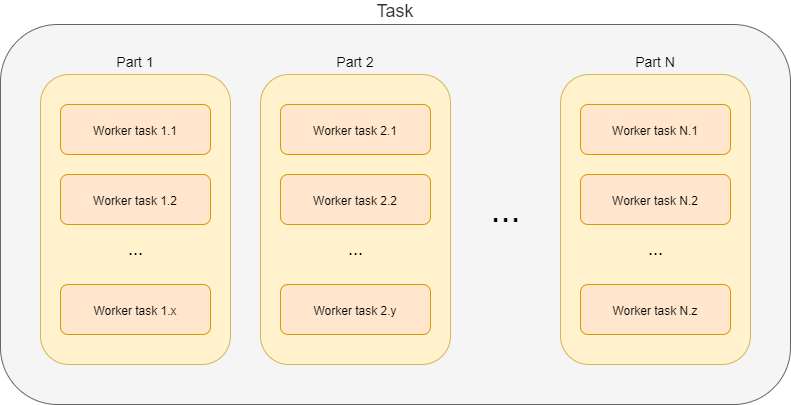 Task
Part 1
Part 2
Part N
Worker task 1.1
Worker task 2.1
Worker task N.1
Worker task 1.2
Worker task 2.2
Worker task N.2
...
...
...
...
Worker task 1.x
Worker task 2.y
Worker task N.z